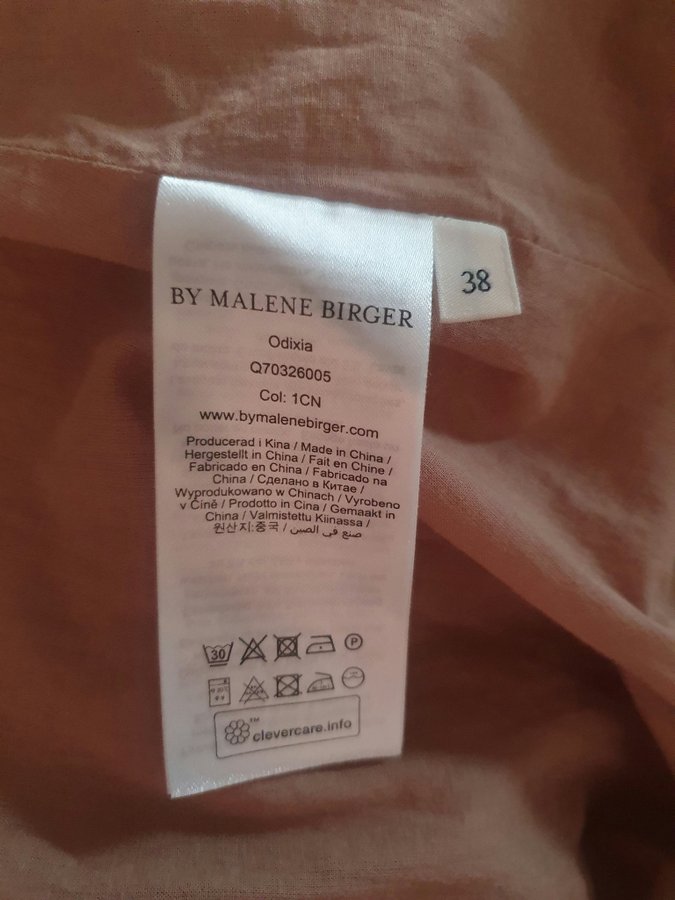 BY MALENE BIRGER
38
Odixia
Q70326005
Col: 1CN
www.bymalenebirger.com
Producerad i Kina / Made in China /
Hergestellt in China / Fait en Chine /
Fabricado en China / Fabricado na
China / Сделано в Китае /
Wyprodukowano w Chinach / Vyrobeno
v Číně / Prodotto in Cina / Gemaakt in
China / Valmistettu Kiinassa /
원산지:중국 / صنع في الصين
30
P
™
clevercare.info